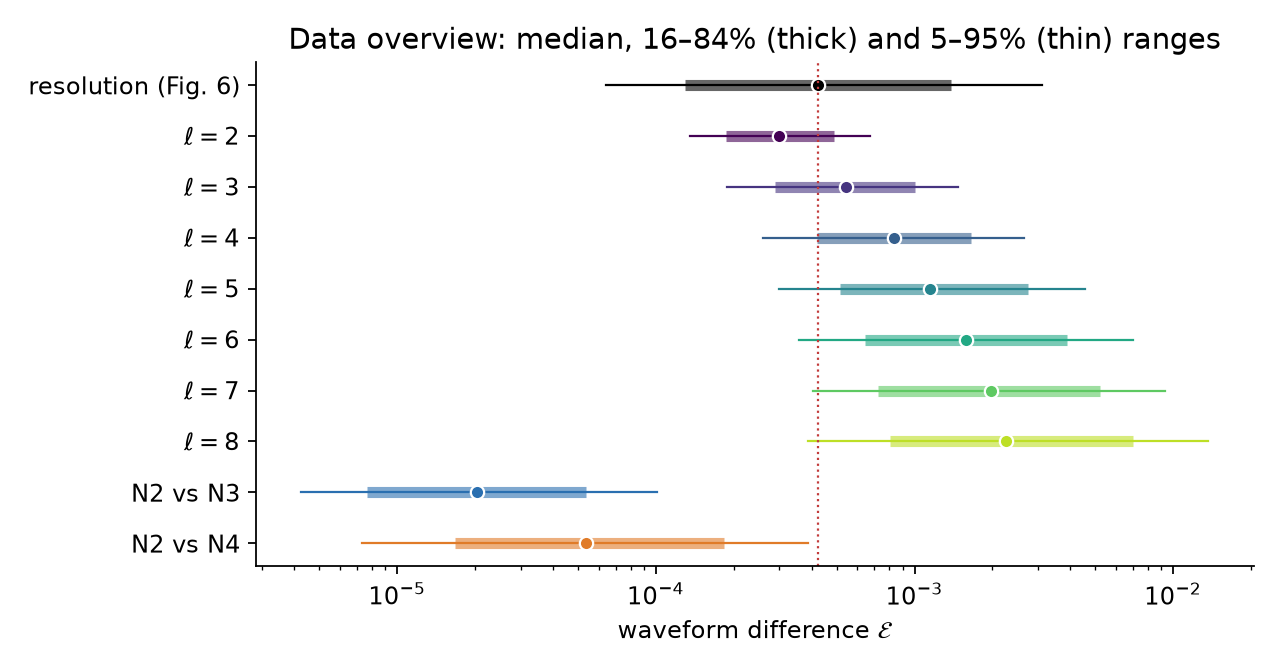 Data overview: median, 16–84% (thick) and 5–95% (thin) ranges
resolution (Fig. 6)
ℓ = 2
ℓ = 3
ℓ = 4
ℓ = 5
ℓ = 6
ℓ = 7
ℓ = 8
N2 vs N3
N2 vs N4
10⁻⁵ 10⁻⁴ 10⁻³ 10⁻²
waveform difference ℰ